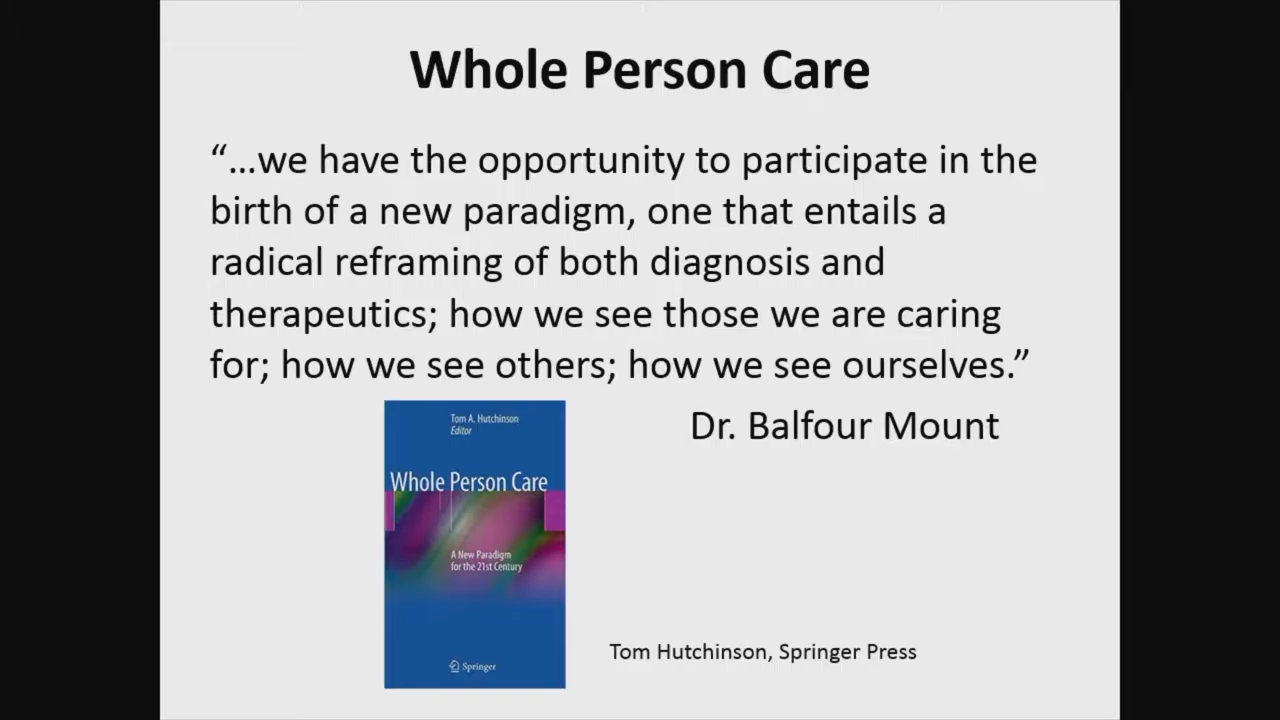 Whole Person Care
“…we have the opportunity to participate in the
birth of a new paradigm, one that entails a
radical reframing of both diagnosis and
therapeutics; how we see those we are caring
for; how we see others; how we see ourselves.”
Dr. Balfour Mount
Tom A. Hutchinson
Editor
Whole Person Care
A New Paradigm
for the 21st Century
Springer
Tom Hutchinson, Springer Press